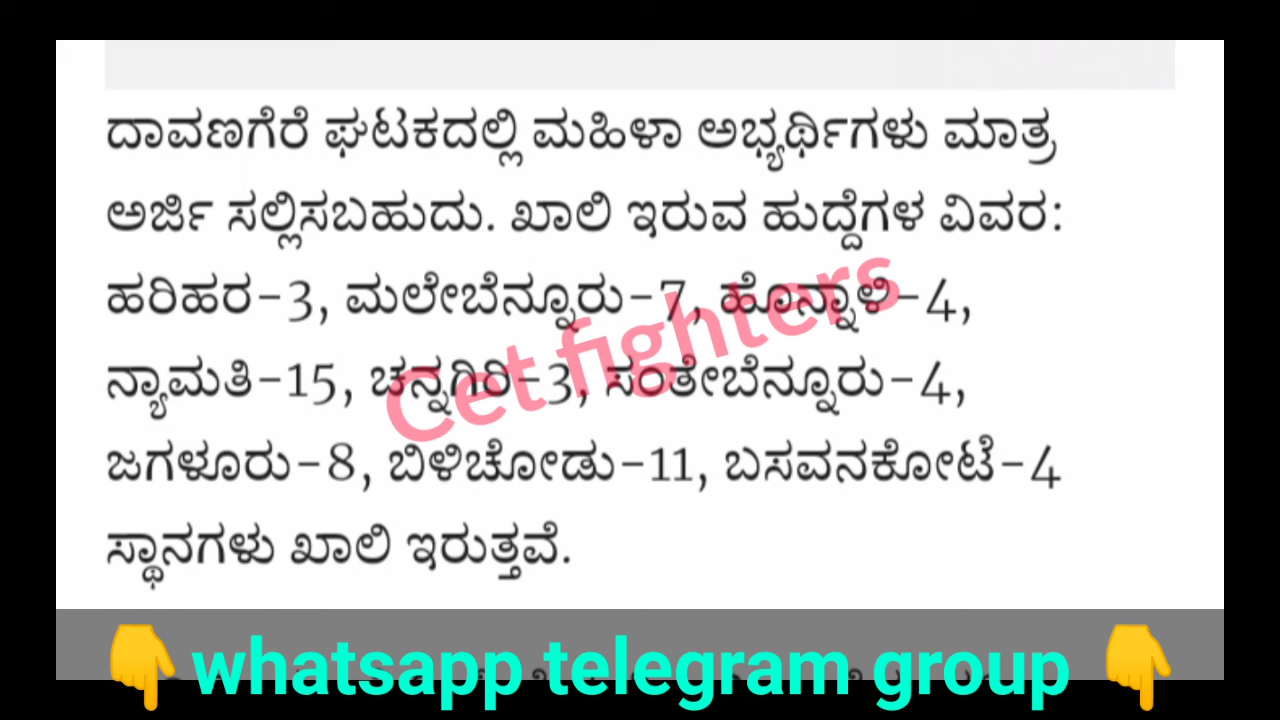 ದಾವಣಗೆರೆ ಘಟಕದಲ್ಲಿ ಮಹಿಳಾ ಅಭ್ಯರ್ಥಿಗಳು ಮಾತ್ರ
ಅರ್ಜಿ ಸಲ್ಲಿಸಬಹುದು. ಖಾಲಿ ಇರುವ ಹುದ್ದೆಗಳ ವಿವರ:
ಹರಿಹರ-3, ಮಲೇಬೆನ್ನೂರು-7, ಹೊನ್ನಾಳಿ-4,
ನ್ಯಾಮತಿ-15, ಚನ್ನಗಿರಿ-3, ಸಂತೇಬೆನ್ನೂರು-4,
ಜಗಳೂರು-8, ಬಿಳಿಚೋಡು-11, ಬಸವನಕೋಟೆ-4
ಸ್ಥಾನಗಳು ಖಾಲಿ ಇರುತ್ತವೆ.
Cet fighters
👇 whatsapp telegram group 👇